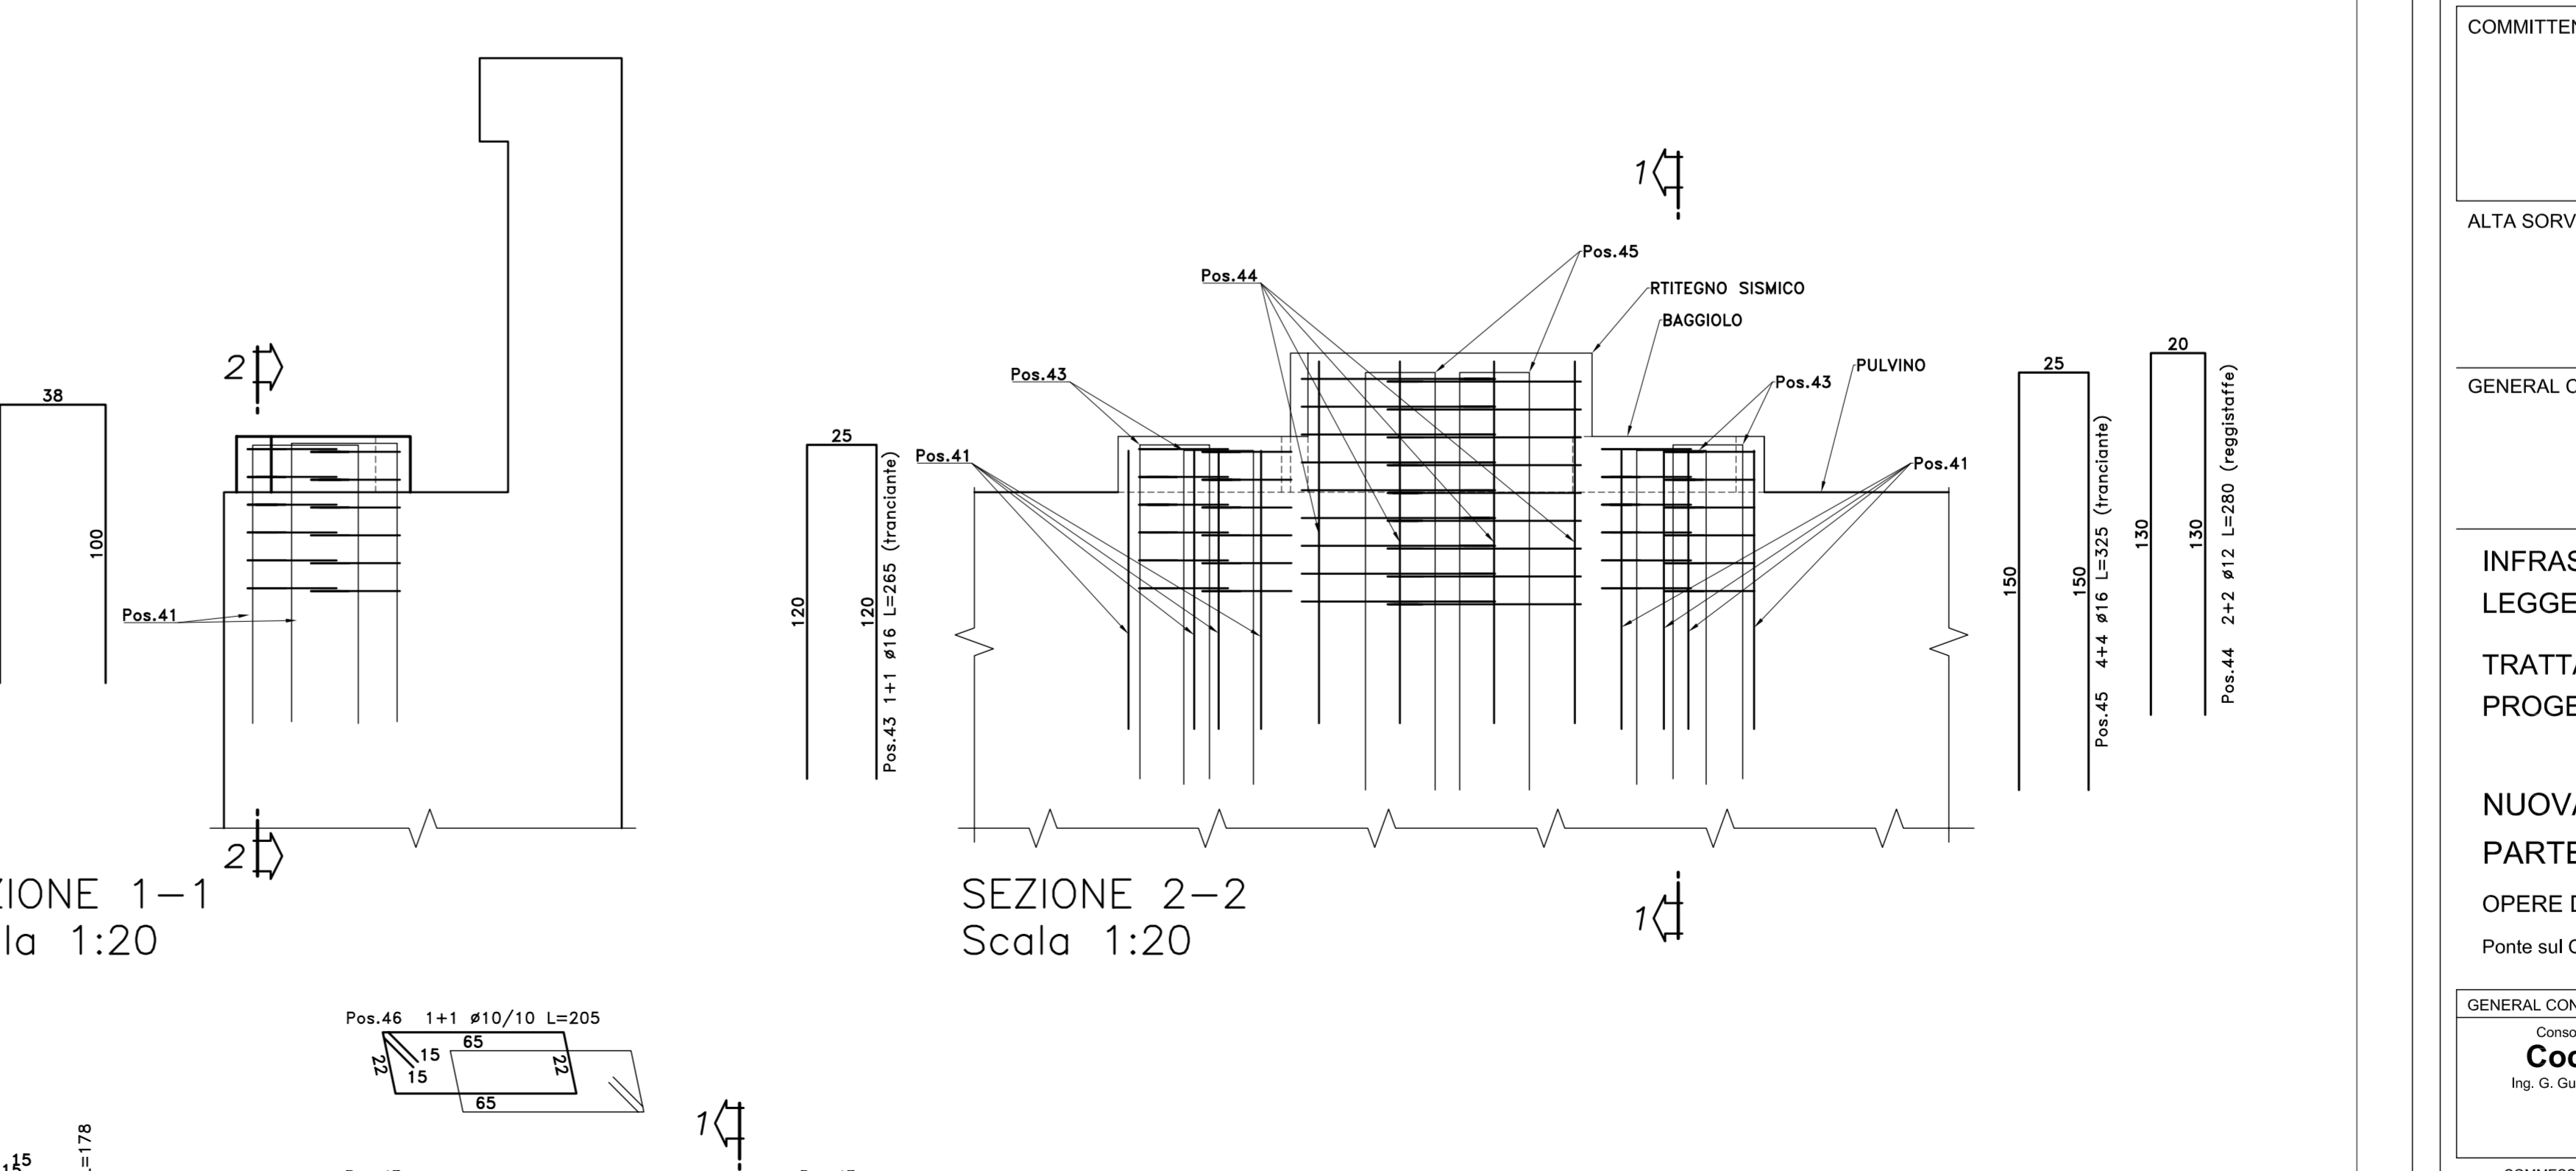 38
100
Pos.41
2
2
ZIONE 1-1
la 1:20
25
120
120
Pos.43 1+1 ø16 L=265 (tranciante)
Pos.41
Pos.43
Pos.44
Pos.45
RTITEGNO SISMICO
BAGGIOLO
PULVINO
Pos.43
Pos.41
1
1
SEZIONE 2-2
Scala 1:20
25
150
150
Pos.45 4+4 ø16 L=325 (tranciante)
20
130
130
Pos.44 2+2 ø12 L=280 (reggistaffe)
Pos.46 1+1 ø10/10 L=205
65
22
15
15
22
65
1
15
15
L=178
COMMITTEN
ALTA SORV
GENERAL C
INFRAS
LEGGE
TRATTA
PROGE
NUOVA
PARTE
OPERE D
Ponte sul C
GENERAL CON
Conso
Coc
Ing. G. Gu